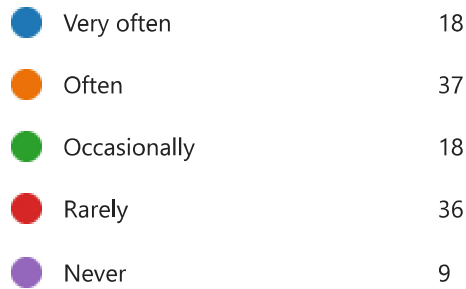 Very often 18
Often 37
Occasionally 18
Rarely 36
Never 9